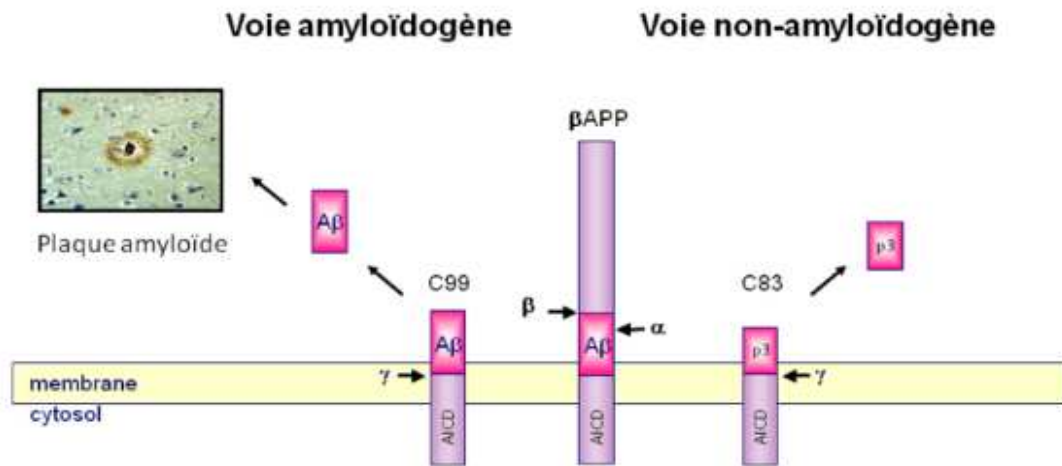 Voie amyloïdogène
Voie non-amyloïdogène
βAPP
Aβ
Plaque amyloïde
p3
C99
C83
β
α
Aβ
Aβ
p3
γ
γ
membrane
cytosol
AICD
AICD
AICD